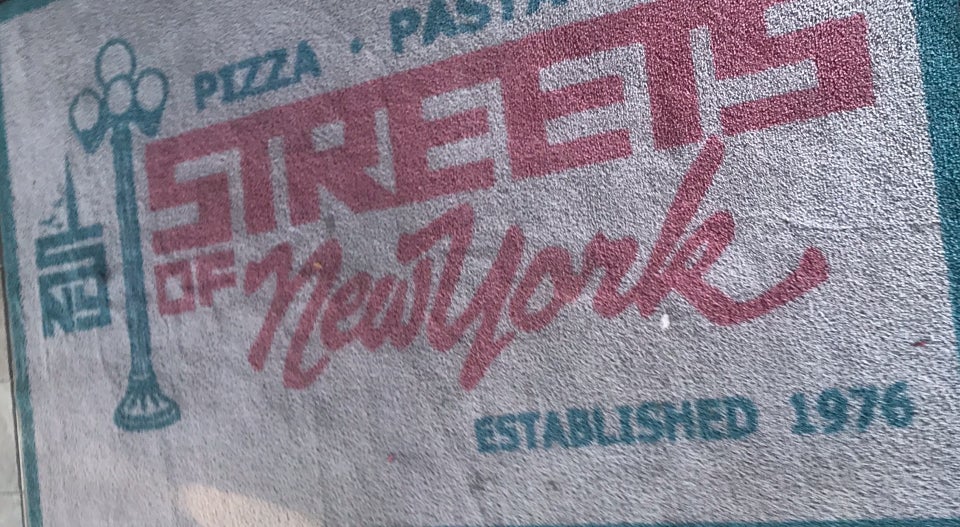 PIZZA · PASTA
STREETS
OF New York
ESTABLISHED 1976